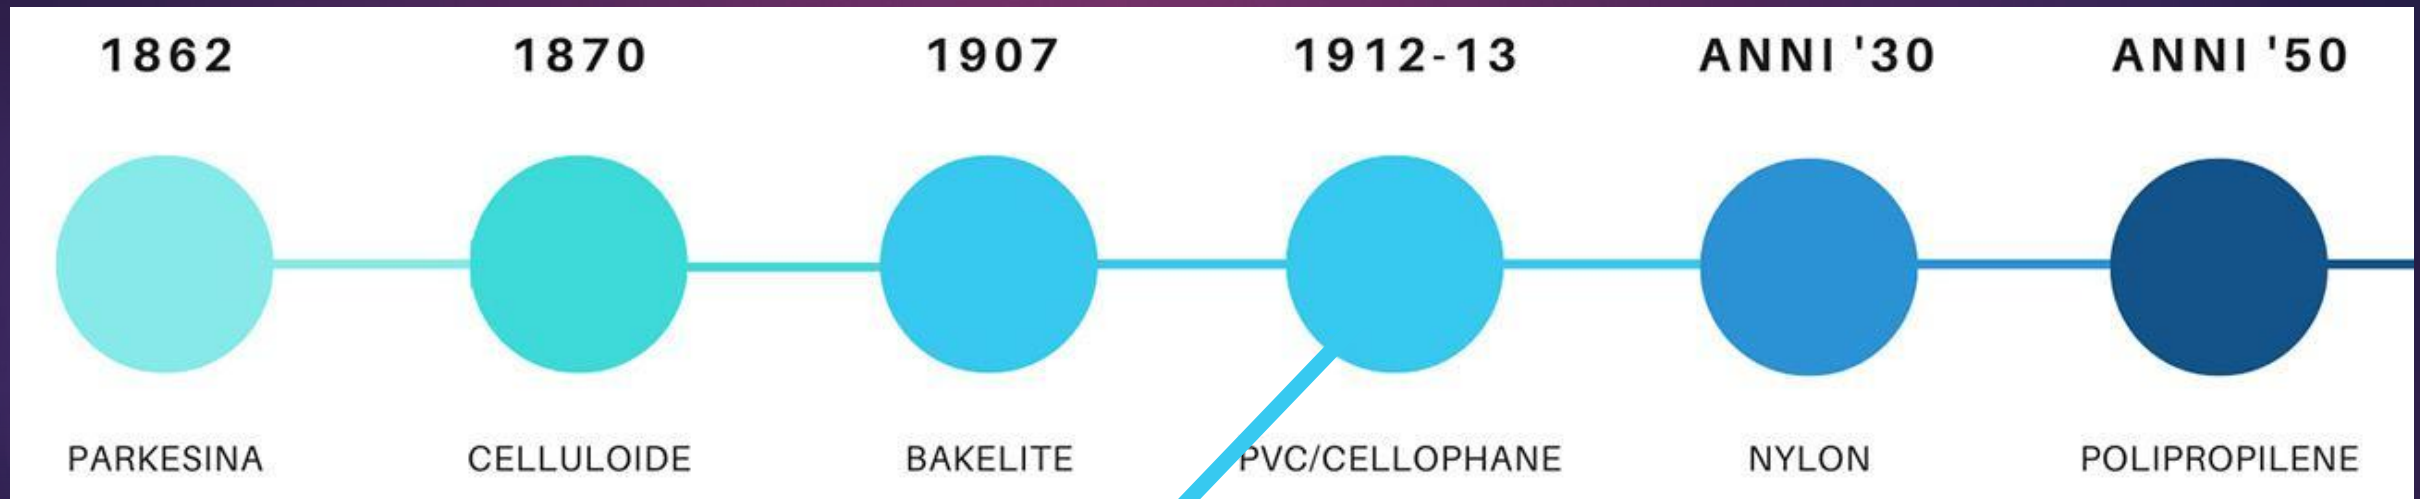 1862
1870
1907
1912-13
ANNI '30
ANNI '50
PARKESINA
CELLULOIDE
BAKELITE
PVC/CELLOPHANE
NYLON
POLIPROPILENE